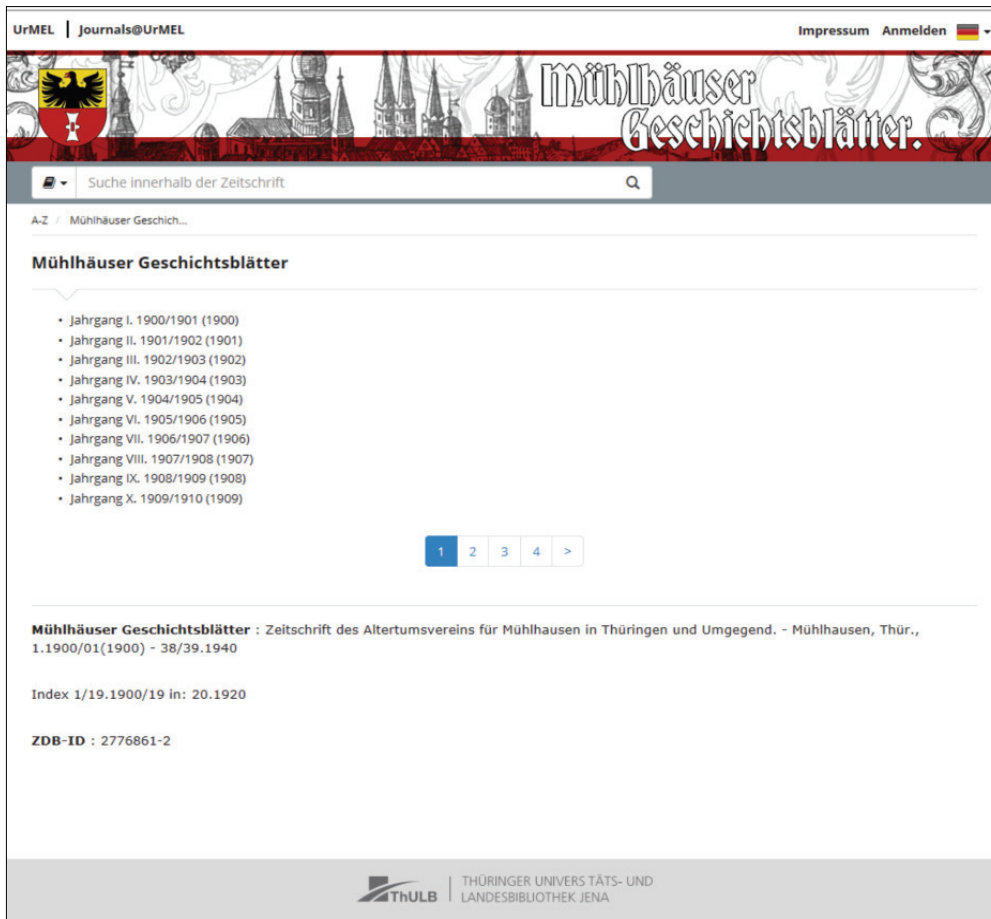 UrMEL | Journals@UrMEL Impressum Anmelden
Mühlhäuser
Geschichtsblätter.
Suche innerhalb der Zeitschrift
A-Z / Mühlhäuser Geschich...
Mühlhäuser Geschichtsblätter
• Jahrgang I. 1900/1901 (1900)
• Jahrgang II. 1901/1902 (1901)
• Jahrgang III. 1902/1903 (1902)
• Jahrgang IV. 1903/1904 (1903)
• Jahrgang V. 1904/1905 (1904)
• Jahrgang VI. 1905/1906 (1905)
• Jahrgang VII. 1906/1907 (1906)
• Jahrgang VIII. 1907/1908 (1907)
• Jahrgang IX. 1908/1909 (1908)
• Jahrgang X. 1909/1910 (1909)
1 2 3 4 >
Mühlhäuser Geschichtsblätter : Zeitschrift des Altertumsvereins für Mühlhausen in Thüringen und Umgegend. - Mühlhausen, Thür.,
1.1900/01(1900) - 38/39.1940
Index 1/19.1900/19 in: 20.1920
ZDB-ID : 2776861-2
ThULB | THÜRINGER UNIVERS TÄTS- UND
LANDESBIBLIOTHEK JENA